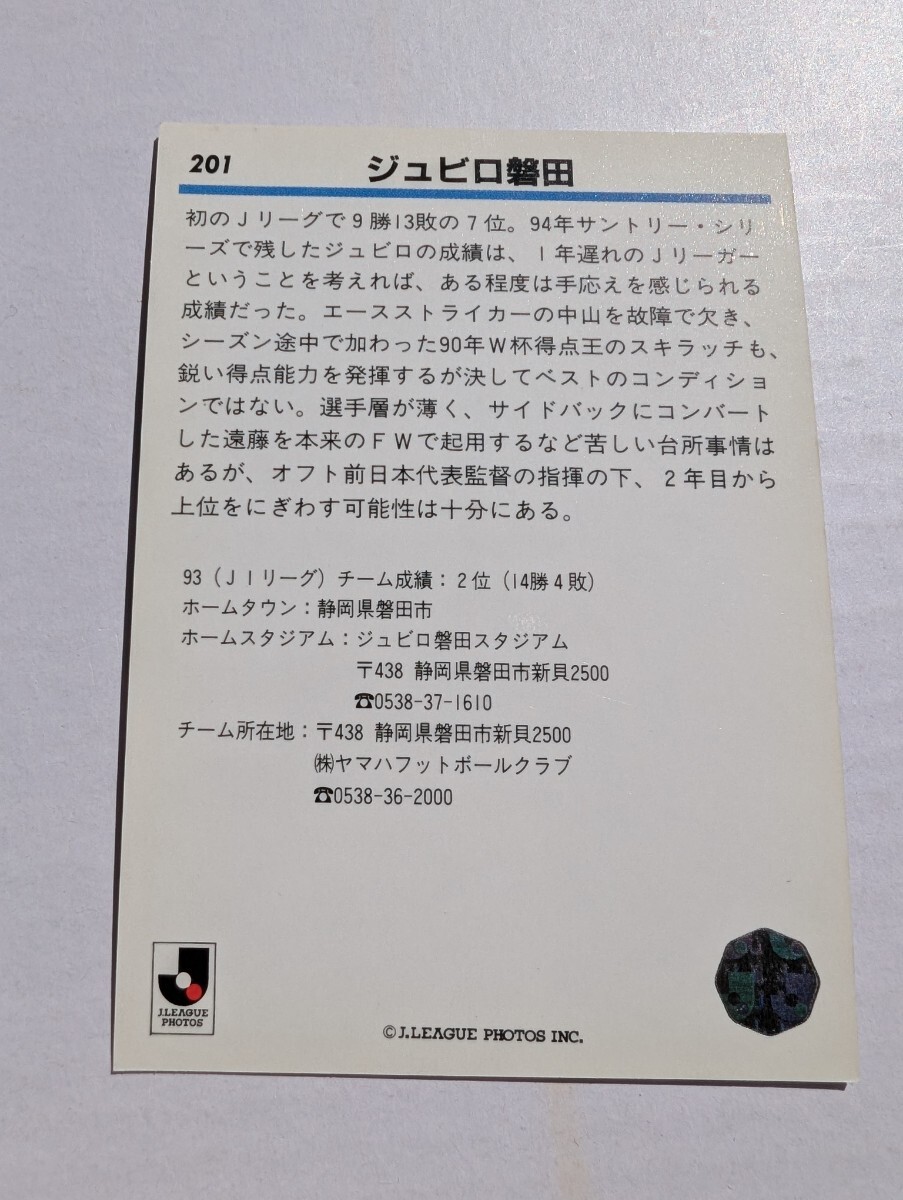 201
ジュビロ磐田
初のJリーグで9勝13敗の7位。94年サントリー・シリ
ーズで残したジュビロの成績は、1年遅れのJリーガー
ということを考えれば、ある程度は手応えを感じられる
成績だった。エースストライカーの中山を故障で欠き、
シーズン途中で加わった90年W杯得点王のスキラッチも、
鋭い得点能力を発揮するが決してベストのコンディショ
ンではない。選手層が薄く、サイドバックにコンバート
した遠藤を本来のFWで起用するなど苦しい台所事情は
あるが、オフト前日本代表監督の指揮の下、2年目から
上位をにぎわす可能性は十分にある。
93(J1リーグ)チーム成績:2位(14勝4敗)
ホームタウン:静岡県磐田市
ホームスタジアム:ジュビロ磐田スタジアム
〒438 静岡県磐田市新貝2500
☎0538-37-1610
チーム所在地:〒438 静岡県磐田市新貝2500
㈱ヤマハフットボールクラブ
☎0538-36-2000
J.LEAGUE
PHOTOS
©J.LEAGUE PHOTOS INC.